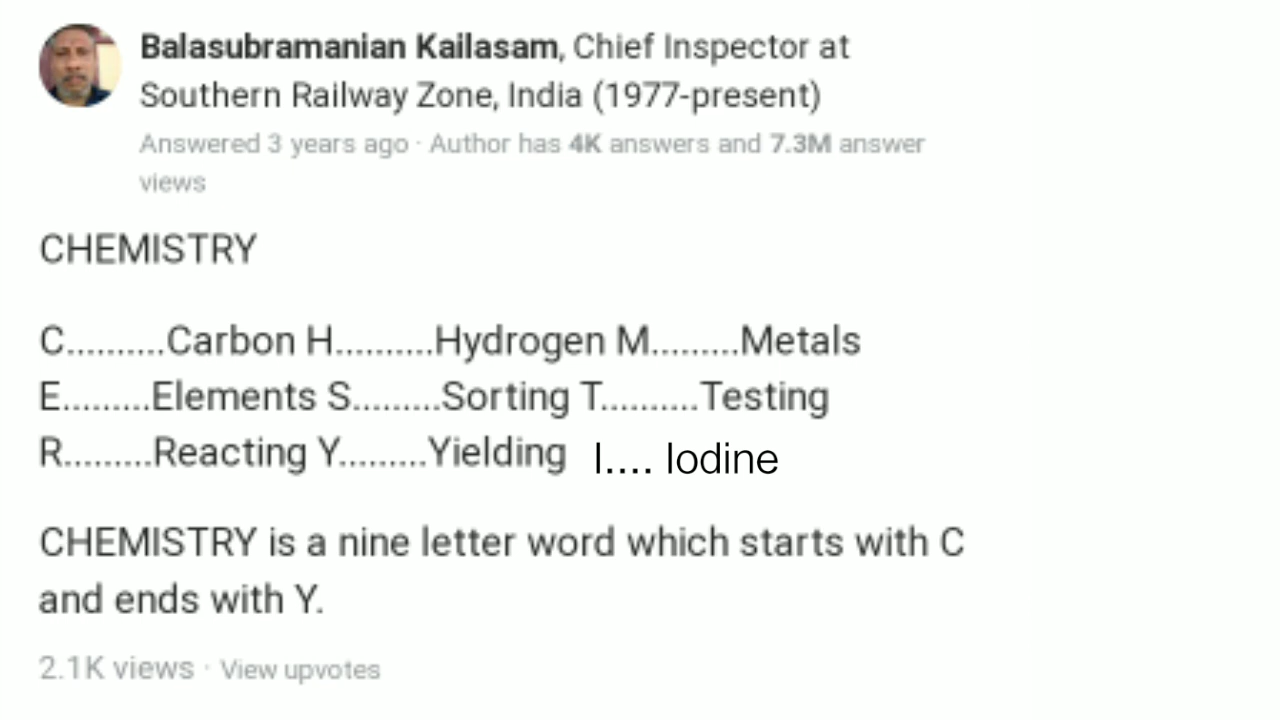 Balasubramanian Kailasam, Chief Inspector at
Southern Railway Zone, India (1977-present)
Answered 3 years ago · Author has 4K answers and 7.3M answer
views
CHEMISTRY
C..........Carbon H..........Hydrogen M.........Metals
E.........Elements S.........Sorting T..........Testing
R.........Reacting Y.........Yielding I.... Iodine
CHEMISTRY is a nine letter word which starts with C
and ends with Y.
2.1K views · View upvotes